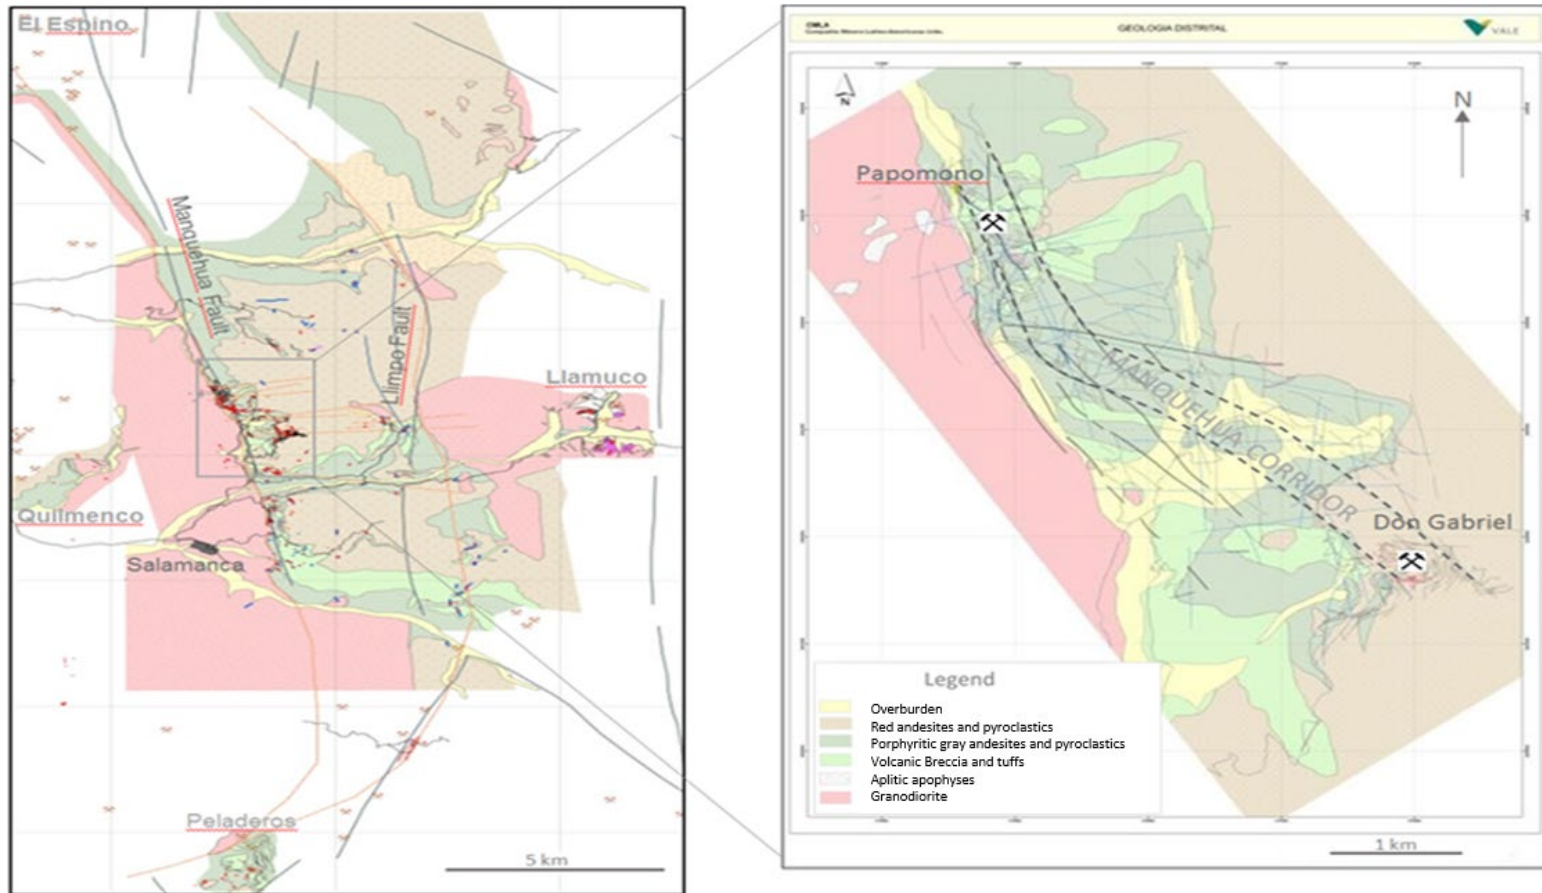 El Espino
Manquehua Fault
Llimpo Fault
Llamuco
Quilmenco
Salamanca
Peladeros
5 km
CMLA
GEOLOGIA DISTRITAL
VALE
N
N
Papomono
MANQUEHUA CORRIDOR
Don Gabriel
Legend
Overburden
Red andesites and pyroclastics
Porphyritic gray andesites and pyroclastics
Volcanic Breccia and tuffs
Aplitic apophyses
Granodiorite
1 km